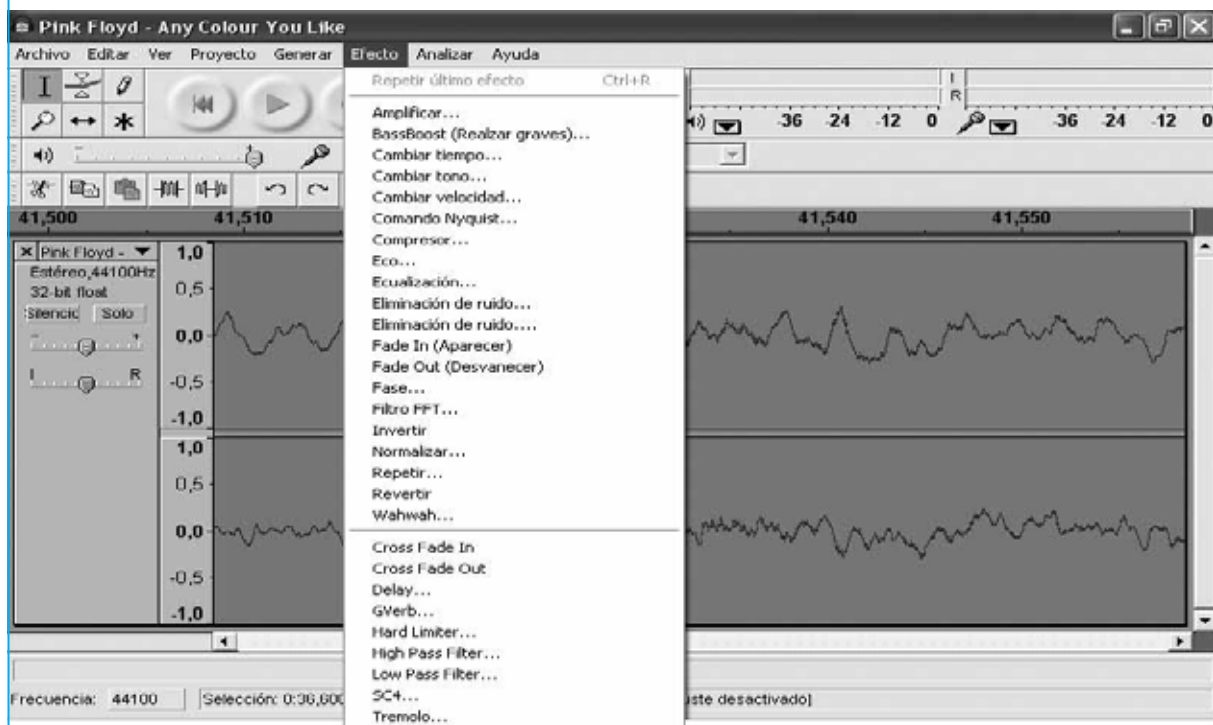 Pink Floyd - Any Colour You Like
Archivo Editar Ver Proyecto Generar Efecto Analizar Ayuda
Repetir último efecto Ctrl+R
Amplificar...
BassBoost (Realzar graves)...
Cambiar tiempo...
Cambiar tono...
Cambiar velocidad...
Comando Nyquist...
Compresor...
Eco...
Ecualización...
Eliminación de ruido...
Eliminación de ruido....
Fade In (Aparecer)
Fade Out (Desvanecer)
Fase...
Filtro FFT...
Invertir
Normalizar...
Repetir...
Revertir
Wahwah...
Cross Fade In
Cross Fade Out
Delay...
GVerb...
Hard Limiter...
High Pass Filter...
Low Pass Filter...
SC4...
Tremolo...
I
R
-36 -24 -12 0
-36 -24 -12 0
41,500 41,510 41,540 41,550
Pink Floyd -
Estéreo,44100Hz
32-bit float
Silencic Solo
- +
I R
1,0
0,5
0,0
-0,5
-1,0
1,0
0,5
0,0
-0,5
-1,0
Frecuencia: 44100 Selección: 0:36,600 uste desactivado]